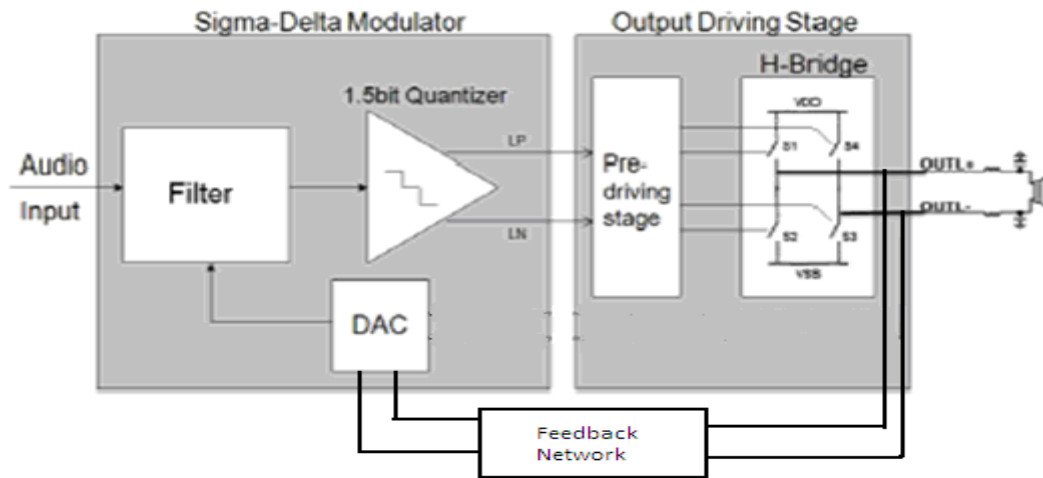 Sigma-Delta Modulator
Output Driving Stage
1.5bit Quantizer
H-Bridge
VDD
LP
S1
S4
Audio
Input
Filter
Pre-
driving
stage
OUTL+
OUTL-
LN
S2
S3
VSS
DAC
Feedback
Network